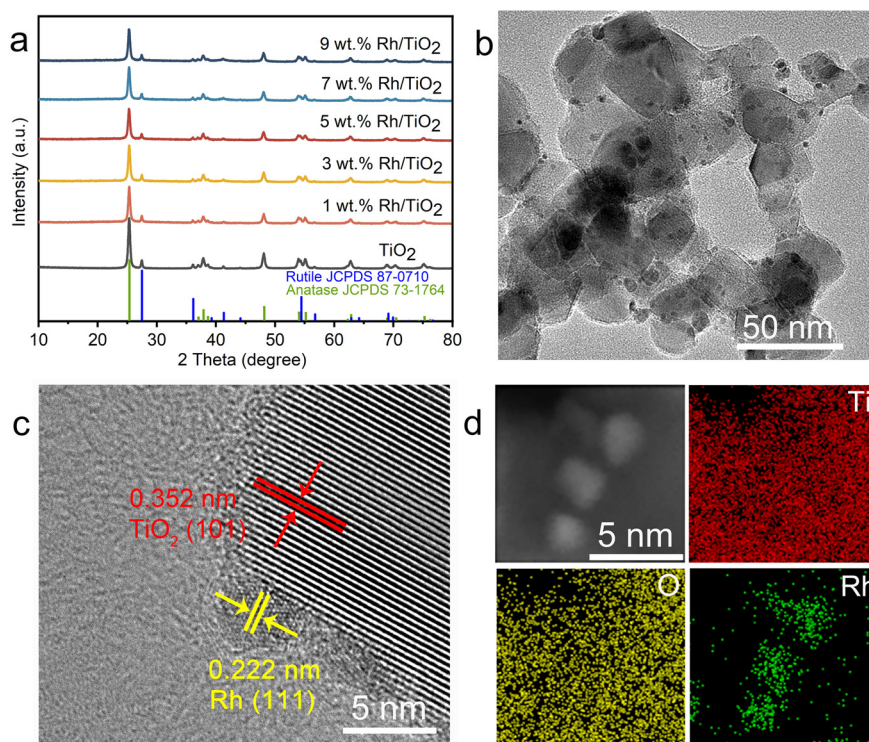 a
9 wt.% Rh/TiO₂
7 wt.% Rh/TiO₂
5 wt.% Rh/TiO₂
3 wt.% Rh/TiO₂
1 wt.% Rh/TiO₂
TiO₂
Rutile JCPDS 87-0710
Anatase JCPDS 73-1764
Intensity (a.u.)
10 20 30 40 50 60 70 80
2 Theta (degree)
b
50 nm
c
0.352 nm
TiO₂ (101)
0.222 nm
Rh (111)
5 nm
d
5 nm
Ti
O
Rh